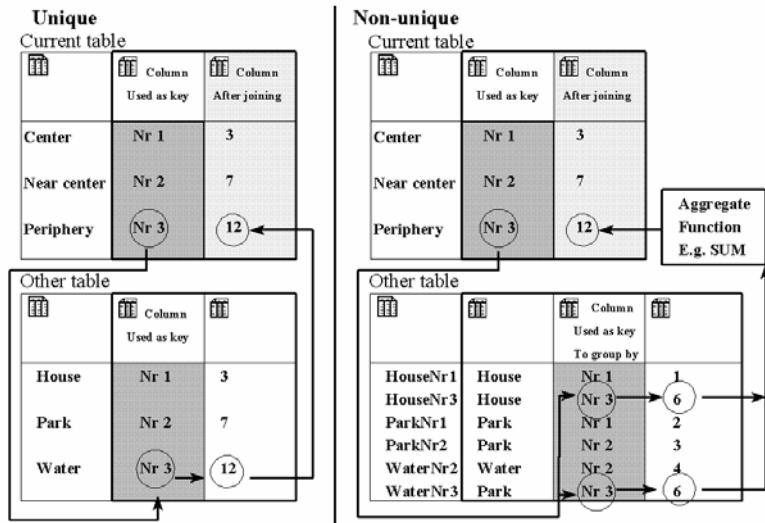 Unique
Current table
Column Column
Used as key After joining
Center Nr 1 3
Near center Nr 2 7
Periphery Nr 3 12
Other table
Column
Used as key
House Nr 1 3
Park Nr 2 7
Water Nr 3 12
Non-unique
Current table
Column Column
Used as key After joining
Center Nr 1 3
Near center Nr 2 7
Periphery Nr 3 12
Aggregate
Function
E.g. SUM
Other table
Column
Used as key
To group by
HouseNr1 House Nr 1 1
HouseNr3 House Nr 3 6
ParkNr1 Park Nr 1 2
ParkNr2 Park Nr 2 3
WaterNr2 Water Nr 2 4
WaterNr3 Park Nr 3 6